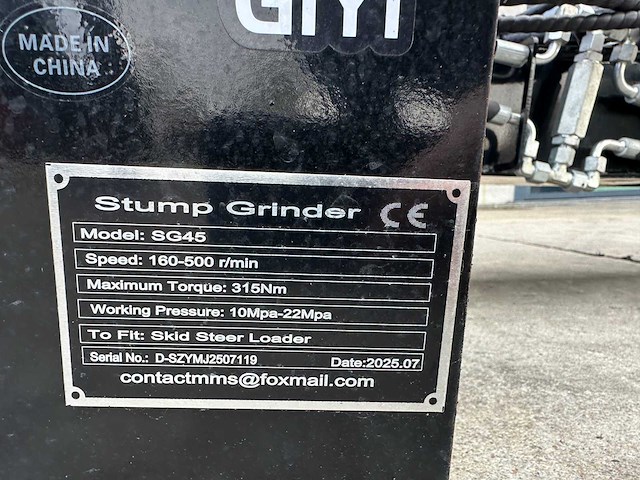 GIYI
MADE IN
CHINA
Stump Grinder CE
Model: SG45
Speed: 160-500 r/min
Maximum Torque: 315Nm
Working Pressure: 10Mpa-22Mpa
To Fit: Skid Steer Loader
Serial No.: D-SZYMJ2507119 Date:2025.07
contactmms@foxmail.com